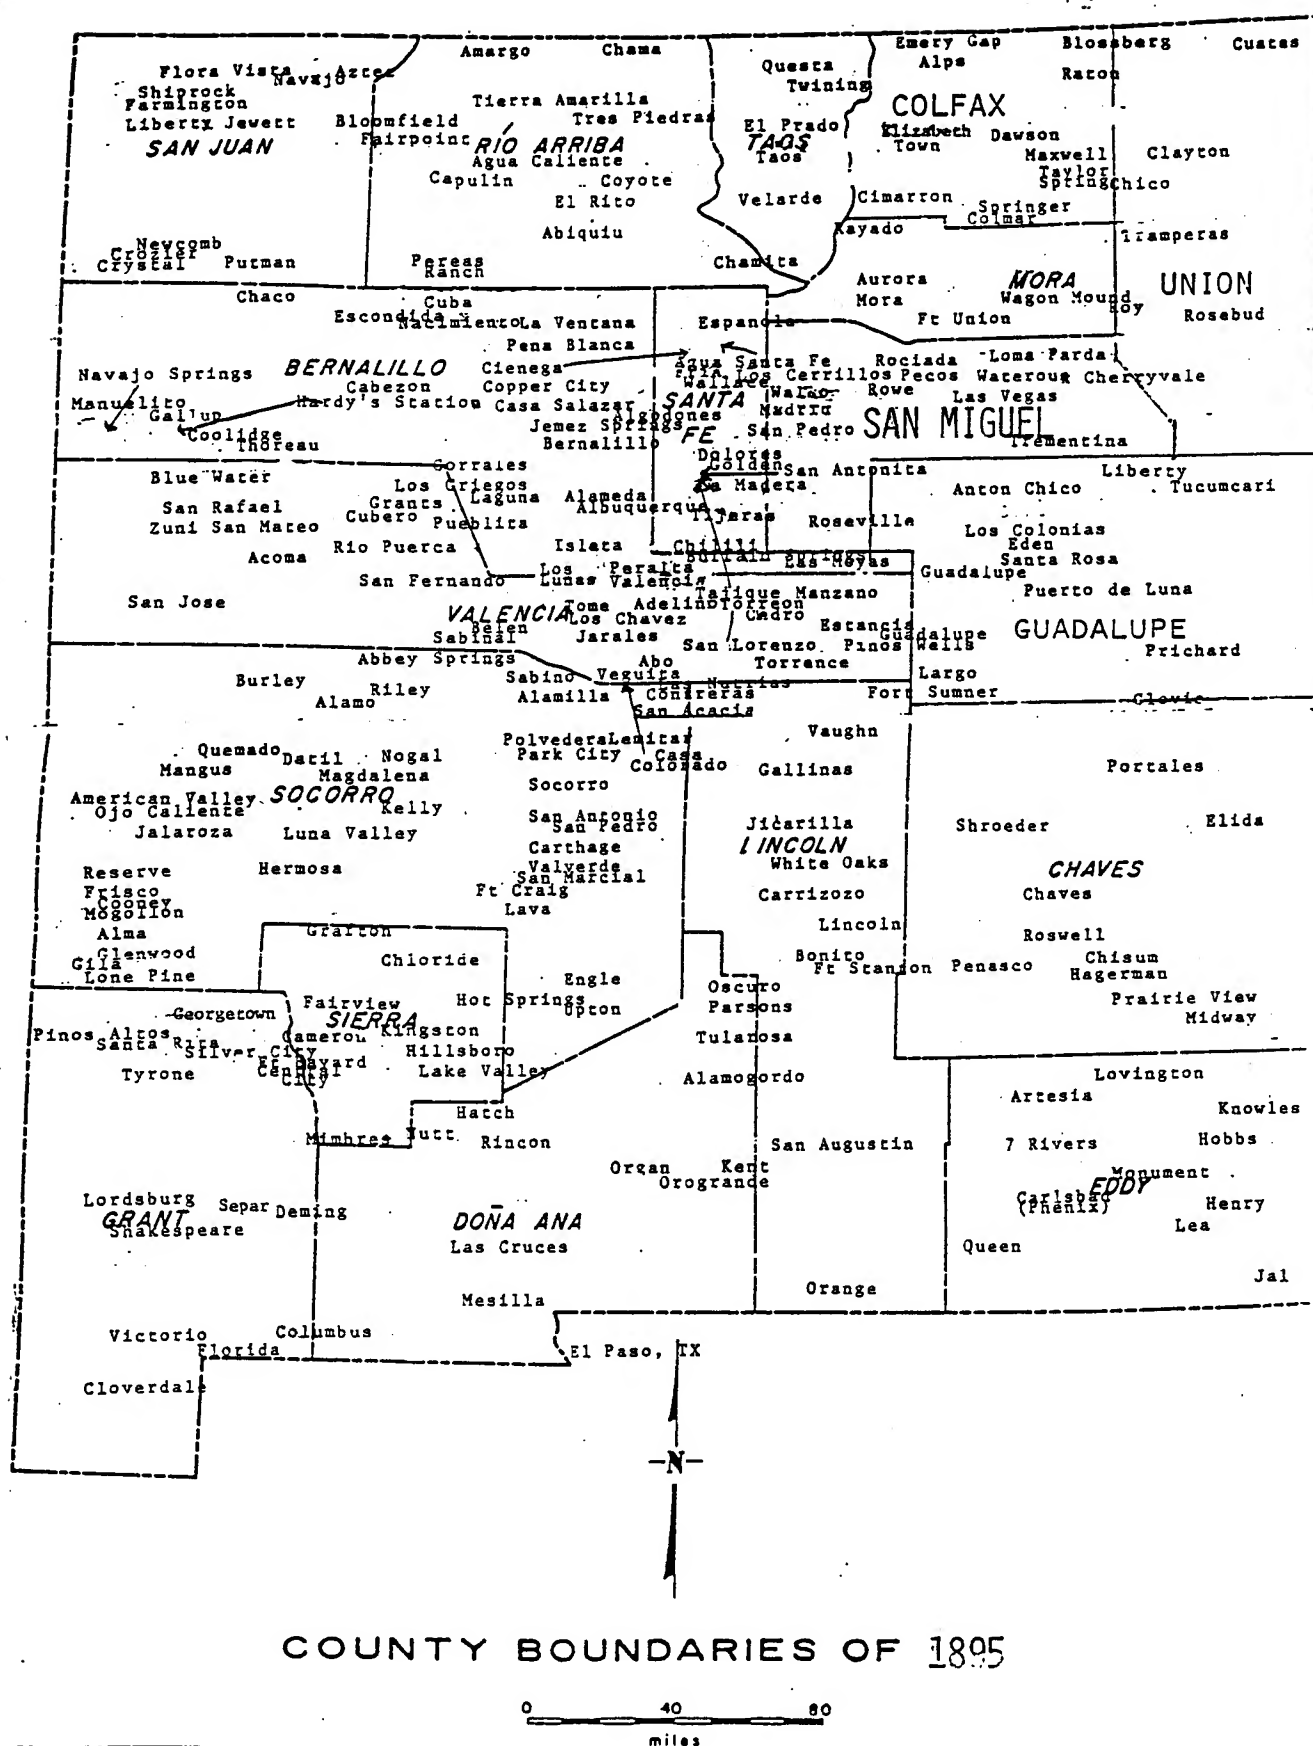 Amargo
Chama
Emery Gap
Blossberg
Cuates
Alps
Flora Vista
Navajo
Aztec
Questa
Raton
Shiprock
Twining
Farmington
Tierra Amarilla
COLFAX
Liberty
Jewett
Bloomfield
Tres Piedras
El Prado
Elizabeth
Town
Dawson
SAN JUAN
Fairpoint
RÍO ARRIBA
TAOS
Taos
Maxwell
Clayton
Agua Caliente
Taylor
Spring
Chico
Capulin
Coyote
El Rito
Velarde
Cimarron
Springer
Colmar
Abiquiu
Rayado
Tramperas
Newcomb
Crozier
Crystal
Putman
Pereas
Ranch
Chamita
Aurora
MORA
UNION
Chaco
Cuba
Mora
Wagon Mound
Roy
Rosebud
Escondida
Nacimiento
La Ventana
Espanola
Ft Union
Pena Blanca
BERNALILLO
Cienega
Agua
Santa Fe
Rociada
Loma Parda
Navajo Springs
Cabezon
Copper City
Wallace
Los Cerrillos
Pecos
Waterous
Cherryvale
Manuelito
Hardy's Station
Casa Salazar
SANTA
FE
Waldo
Rowe
Las Vegas
Gallup
Algodones
Madrid
Coolidge
Jemez Springs
San Pedro
SAN MIGUEL
Thoreau
Bernalillo
Trementina
Dolores
Blue Water
Corrales
Golden
San Antonita
Liberty
Los Griegos
La Madera
Anton Chico
Tucumcari
San Rafael
Grants
Laguna
Alameda
Albuquerque
Zuni
San Mateo
Cubero
Pueblita
Tijeras
Roseville
Los Colonias
Acoma
Rio Puerca
Isleta
Chilili
Eden
Buffalo Springs
Las Moyas
Santa Rosa
San Fernando
Los
Lunas
Peralta
Valencia
Guadalupe
San Jose
Tajique
Manzano
Puerto de Luna
VALENCIA
Tome
Adelino
Torreon
Belen
Los Chavez
Cedro
Estancia
GUADALUPE
Sabinal
Jarales
San Lorenzo
Pinos Wells
Guadalupe
Prichard
Abbey Springs
Abo
Torrance
Burley
Sabino
Veguita
Las Nutrias
Largo
Riley
Alamo
Alamilla
Contreras
Fort Sumner
Clovis
San Acacia
Vaughn
Quemado
Datil
Nogal
Polvedera
Lemitar
Mangus
Magdalena
Park City
Casa
Colorado
Gallinas
Portales
American Valley
SOCORRO
Socorro
Ojo Caliente
Kelly
San Antonio
San Pedro
Jicarilla
Shroeder
Elida
Jalaroza
Luna Valley
Carthage
LINCOLN
Reserve
Hermosa
Valverde
White Oaks
CHAVES
Frisco
San Marcial
Cooney
Ft Craig
Carrizozo
Chaves
Mogollon
Lava
Alma
Grafton
Lincoln
Roswell
Glenwood
Gila
Chloride
Bonito
Chisum
Lone Pine
Engle
Ft Stanton
Penasco
Hagerman
Georgetown
Fairview
Hot Springs
Upton
Oscuro
Prairie View
SIERRA
Parsons
Midway
Pinos Altos
Santa Rita
Cameron
Kingston
Tularosa
Silver City
Hillsboro
Ft Bayard
Tyrone
Central
City
Lake Valley
Alamogordo
Lovington
Artesia
Hatch
Knowles
Mimbres
Nutt
Rincon
San Augustin
7 Rivers
Hobbs
Organ
Kent
Monument
Orogrande
EDDY
Lordsburg
Separ
Deming
Carlsbad
(Phenix)
Henry
GRANT
Shakespeare
DOÑA ANA
Lea
Las Cruces
Queen
Orange
Jal
Mesilla
Victorio
Columbus
Florida
El Paso, TX
Cloverdale
-N-
COUNTY BOUNDARIES OF 1895
0 40 80
miles